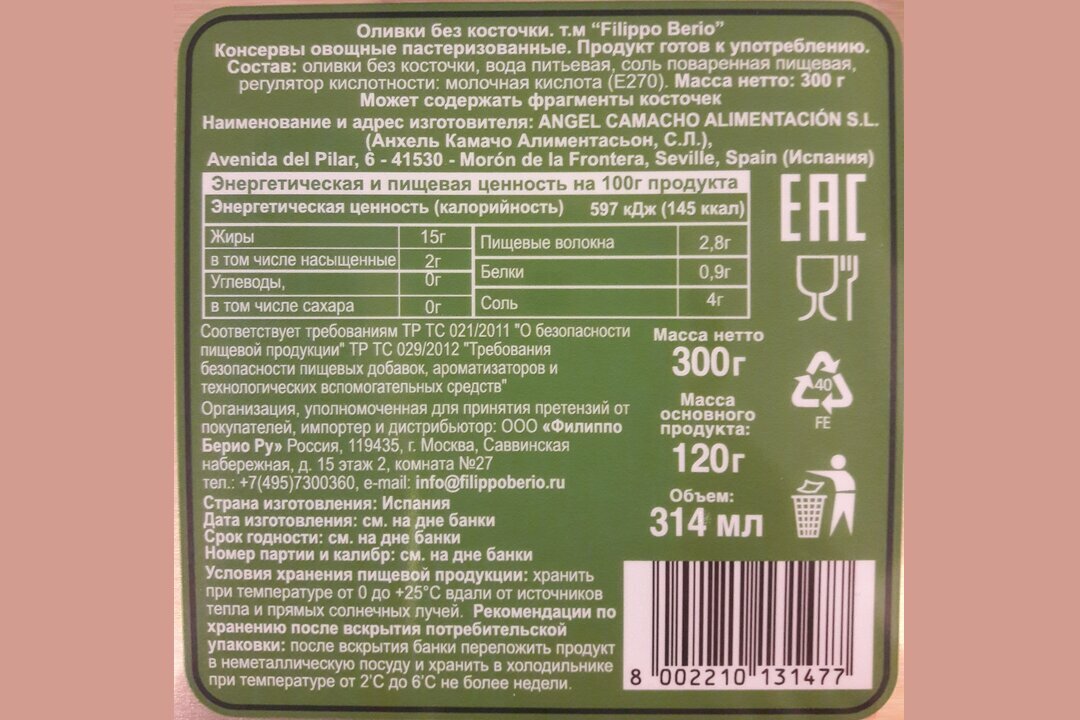 Оливки без косточки. т.м “Filippo Berio”
Консервы овощные пастеризованные. Продукт готов к употреблению.
Состав: оливки без косточки, вода питьевая, соль поваренная пищевая,
регулятор кислотности: молочная кислота (Е270). Масса нетто: 300 г
Может содержать фрагменты косточек
Наименование и адрес изготовителя: ANGEL CAMACHO ALIMENTACIÓN S.L.
(Анхель Камачо Алиментасьон, С.Л.),
Avenida del Pilar, 6 - 41530 - Morón de la Frontera, Seville, Spain (Испания)
Энергетическая и пищевая ценность на 100г продукта
Энергетическая ценность (калорийность) 597 кДж (145 ккал)
Жиры 15г
в том числе насыщенные 2г
Углеводы, 0г
в том числе сахара 0г
Пищевые волокна 2,8г
Белки 0,9г
Соль 4г
EAC
Соответствует требованиям ТР ТС 021/2011 "О безопасности
пищевой продукции" ТР ТС 029/2012 "Требования
безопасности пищевых добавок, ароматизаторов и
технологических вспомогательных средств"
Организация, уполномоченная для принятия претензий от
покупателей, импортер и дистрибьютор: ООО «Филиппо
Берио Ру» Россия, 119435, г. Москва, Саввинская
набережная, д. 15 этаж 2, комната №27
тел.: +7(495)7300360, e-mail: info@filippoberio.ru
Страна изготовления: Испания
Дата изготовления: см. на дне банки
Срок годности: см. на дне банки
Номер партии и калибр: см. на дне банки
Условия хранения пищевой продукции: хранить
при температуре от 0 до +25°С вдали от источников
тепла и прямых солнечных лучей. Рекомендации по
хранению после вскрытия потребительской
упаковки: после вскрытия банки переложить продукт
в неметаллическую посуду и хранить в холодильнике
при температуре от 2°С до 6°С не более недели.
Масса нетто
300г
Масса
основного
продукта:
120г
Объем:
314 мл
40
FE
8 002210 131477